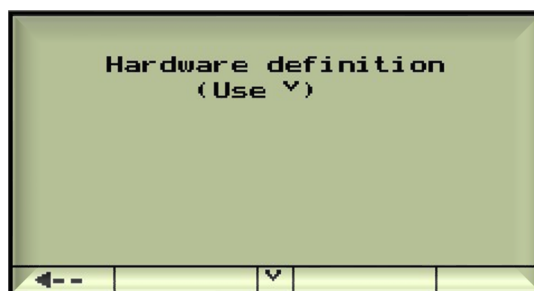 Hardware definition
(Use ˅)
◄-- ˅